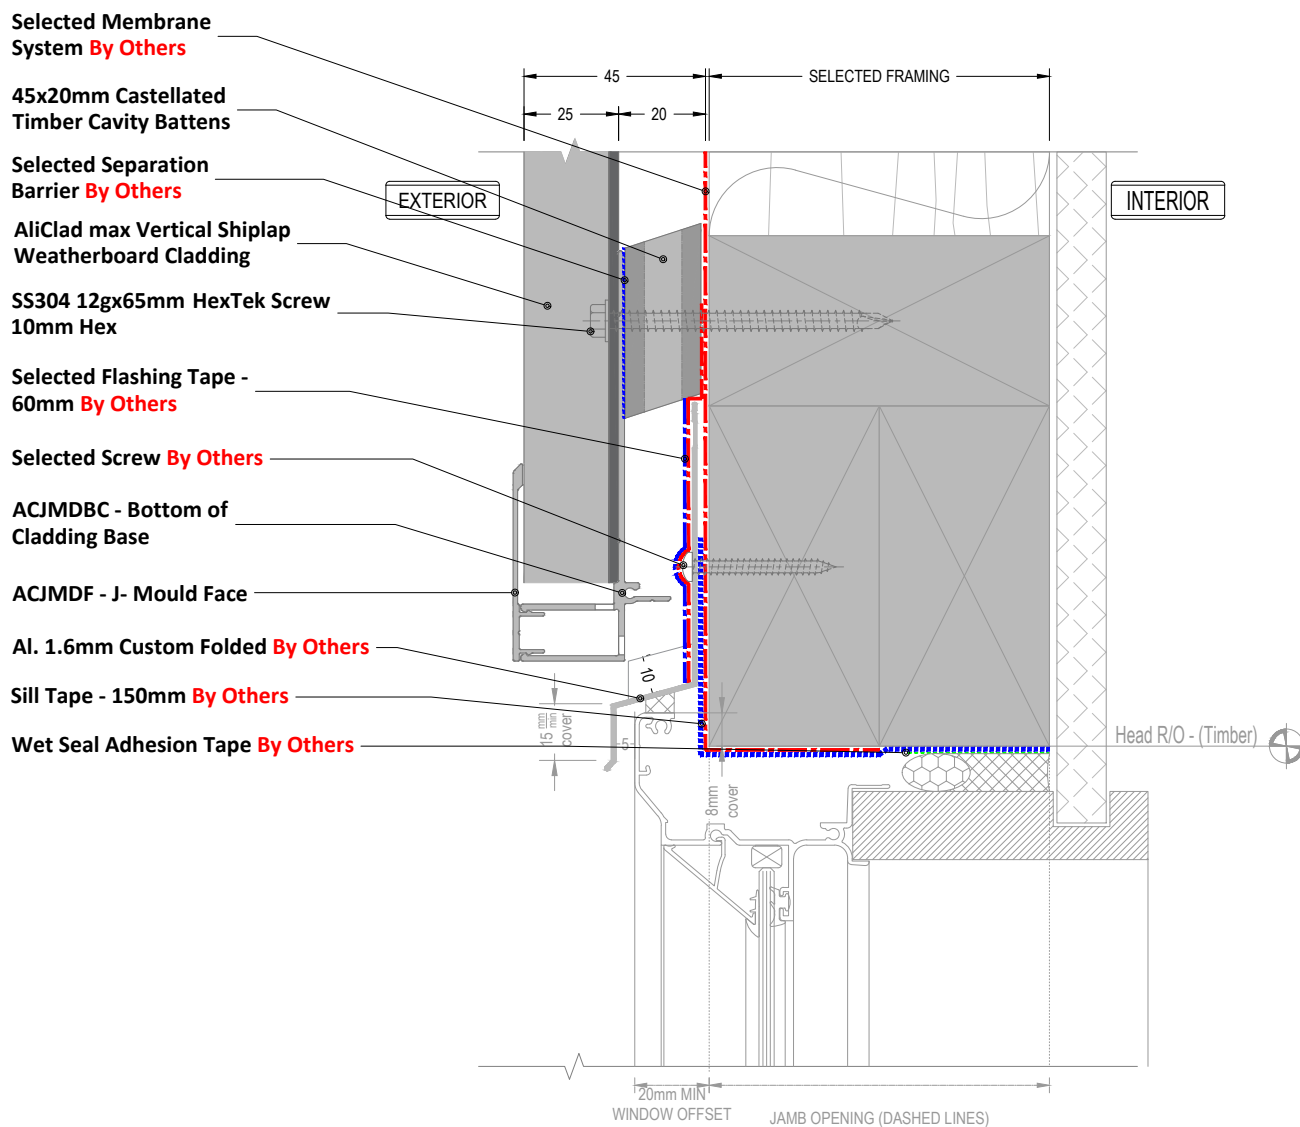 Selected Membrane
System By Others
45x20mm Castellated
Timber Cavity Battens
Selected Separation
Barrier By Others
AliClad max Vertical Shiplap
Weatherboard Cladding
SS304 12gx65mm HexTek Screw
10mm Hex
Selected Flashing Tape -
60mm By Others
Selected Screw By Others
ACJMDBC - Bottom of
Cladding Base
ACJMDF - J- Mould Face
Al. 1.6mm Custom Folded By Others
Sill Tape - 150mm By Others
Wet Seal Adhesion Tape By Others
45
SELECTED FRAMING
25
20
EXTERIOR
INTERIOR
10
15 mm min
cover
5
8mm
cover
Head R/O - (Timber)
20mm MIN
WINDOW OFFSET
JAMB OPENING (DASHED LINES)